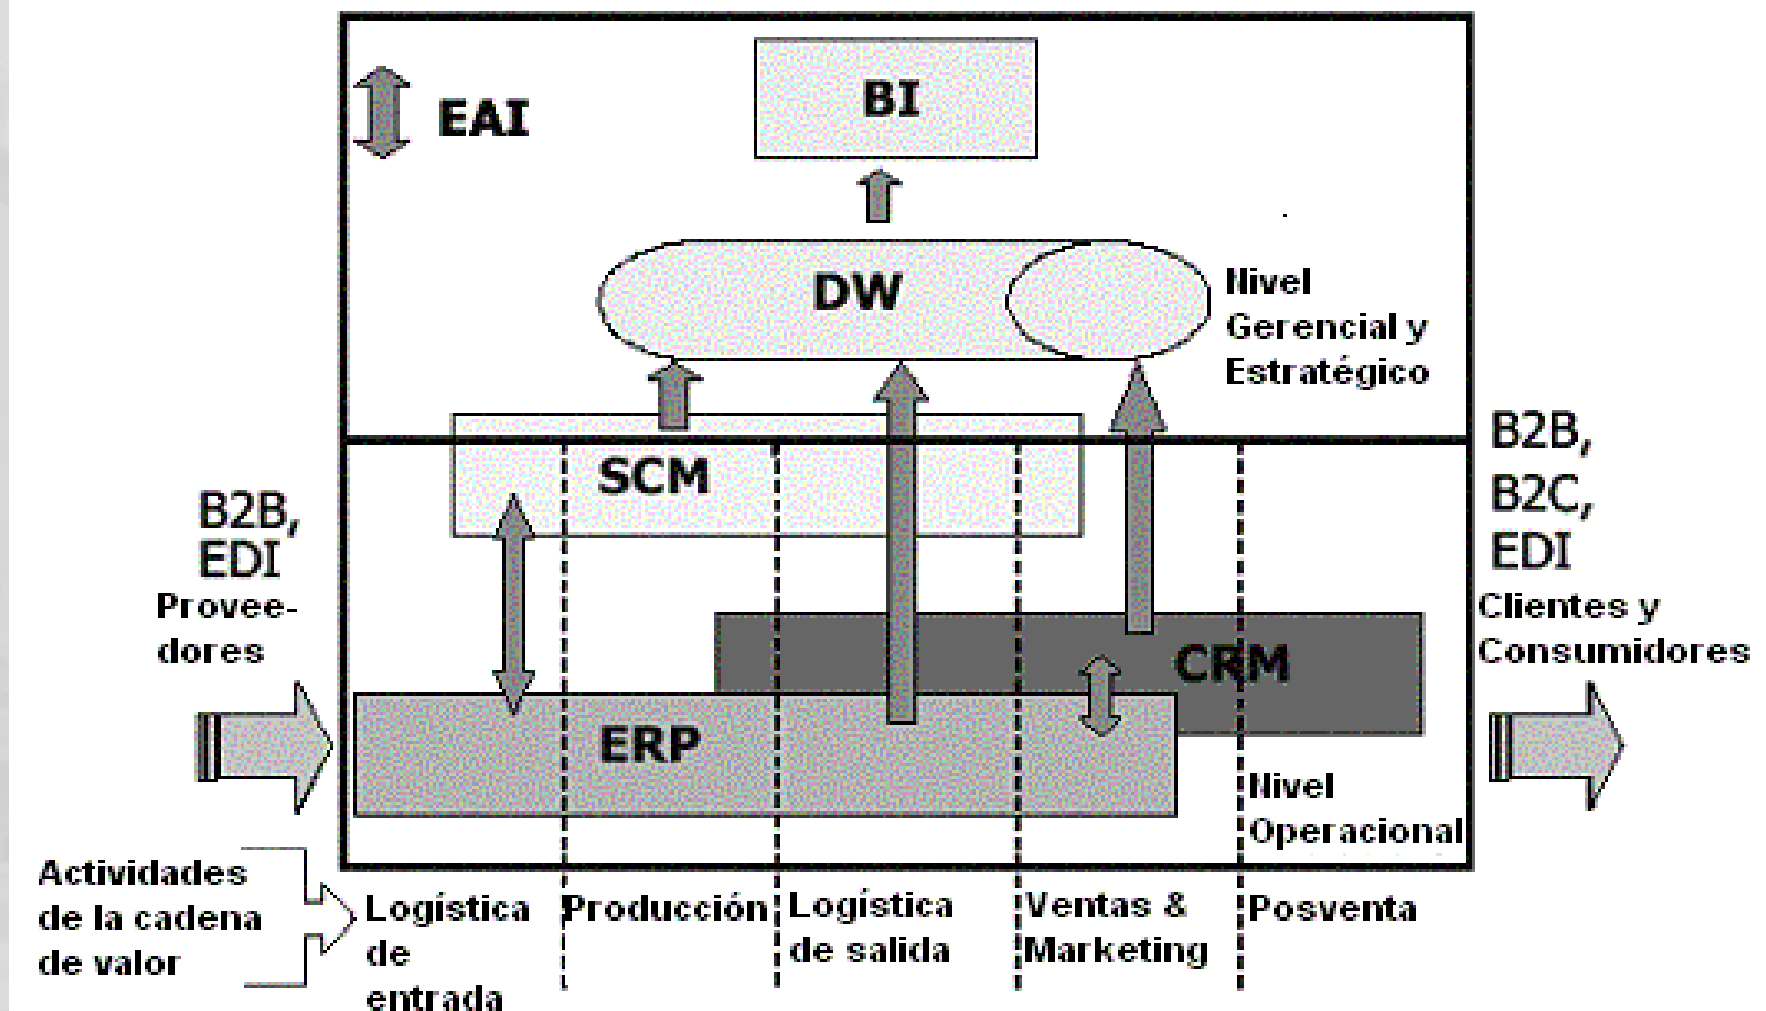 BI
EAI
DW
Nivel
Gerencial y
Estratégico
SCM
B2B,
EDI
Provee-
dores
B2B,
B2C,
EDI
Clientes y
Consumidores
CRM
ERP
Nivel
Operacional
Actividades
de la cadena
de valor
Logística
de
entrada
Producción
Logística
de salida
Ventas &
Marketing
Posventa